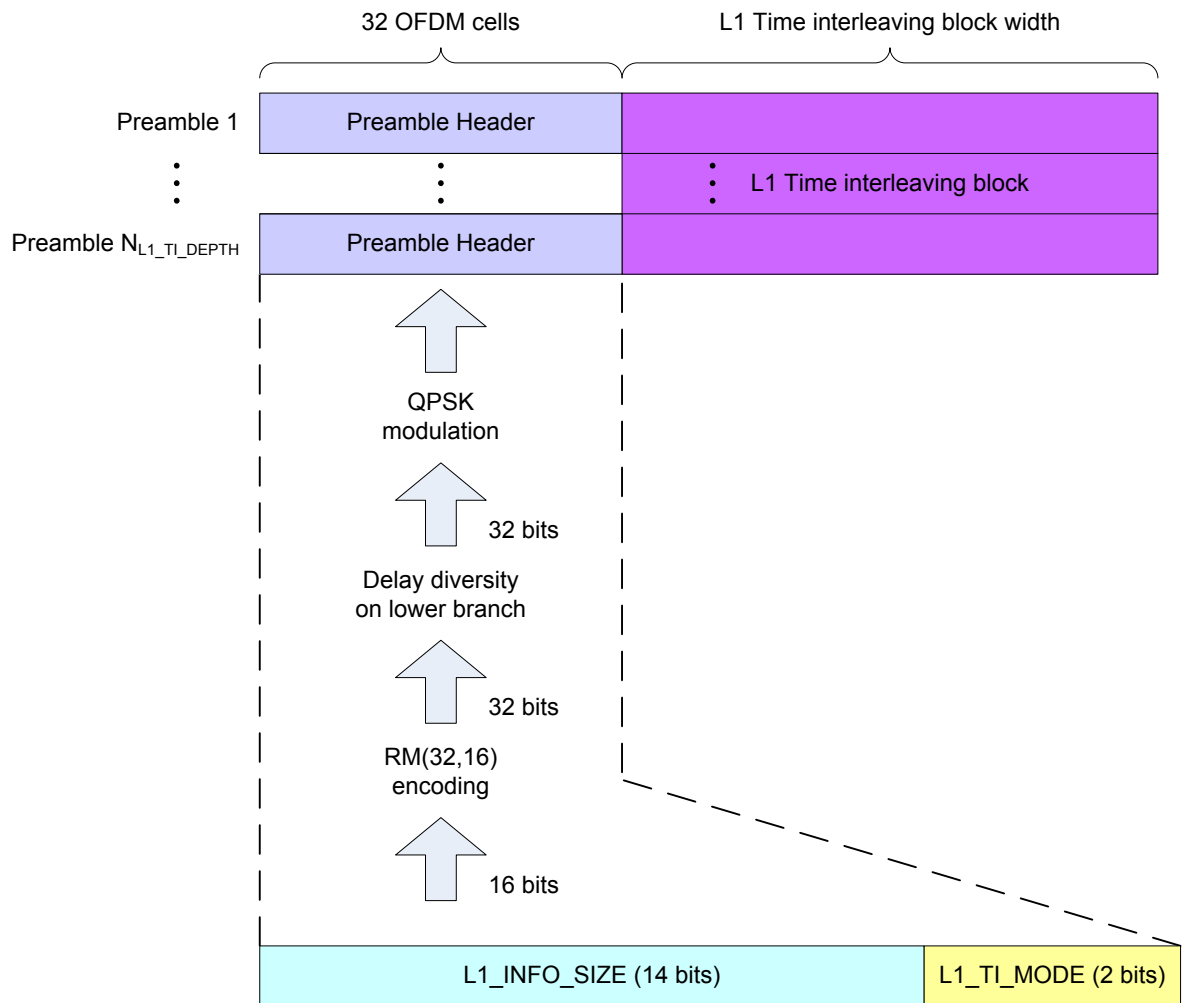 32 OFDM cells
L1 Time interleaving block width
Preamble 1
Preamble Header
L1 Time interleaving block
Preamble N_L1_TI_DEPTH
Preamble Header
QPSK
modulation
32 bits
Delay diversity
on lower branch
32 bits
RM(32,16)
encoding
16 bits
L1_INFO_SIZE (14 bits)
L1_TI_MODE (2 bits)